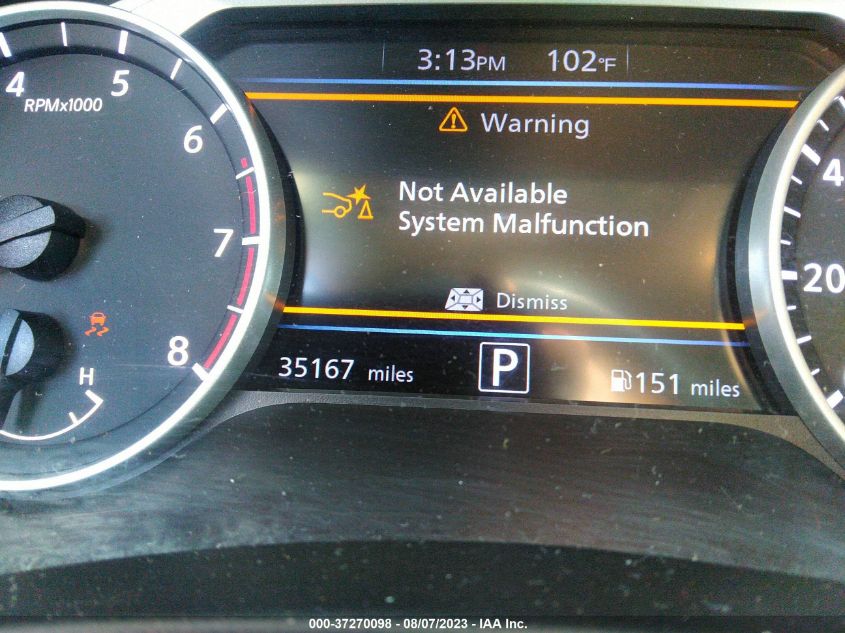 3:13PM 102°F
4 5 6 7 8
RPMx1000
Warning
Not Available
System Malfunction
Dismiss
H
35167 miles
P
151 miles
4
20
000-37270098 - 08/07/2023 - IAA Inc.